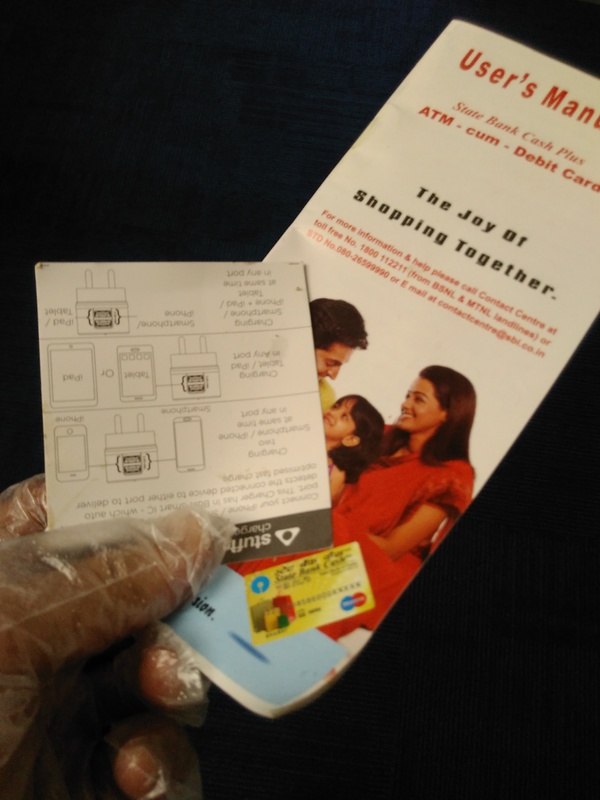 User's Manu
State Bank Cash Plus
ATM - cum - Debit Card
The Joy Of
Shopping Together.
For more information & help please call Contact Centre at
toll free No. 1800 112211 (from BSNL & MTNL landlines) or
STD No.080-26599990 or E mail at contactcentre@sbi.co.in
State Bank Cash
sion.
stuff
charge
Connect your iPhone /
port. This Charger has in Built smart IC - which auto
detects the connected device to either port to deliver
optimised fast charge.
Charging
two
Smartphone / iPhone
at same time
in any port
Smartphone
iPhone
Charging
Tablet / iPad
in Any port
Tablet
Or
iPad
Charging
Smartphone/
iPhone + iPad /
Tablet
at same time
in any port
Smartphone/
iPhone
iPad /
Tablet